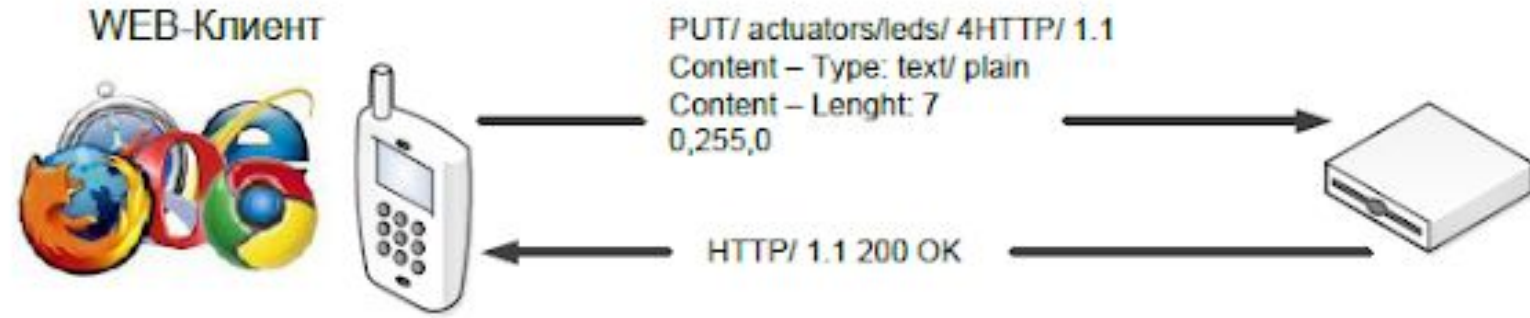 WEB-Клиент
PUT/ actuators/leds/ 4HTTP/ 1.1
Content – Type: text/ plain
Content – Lenght: 7
0,255,0
HTTP/ 1.1 200 OK